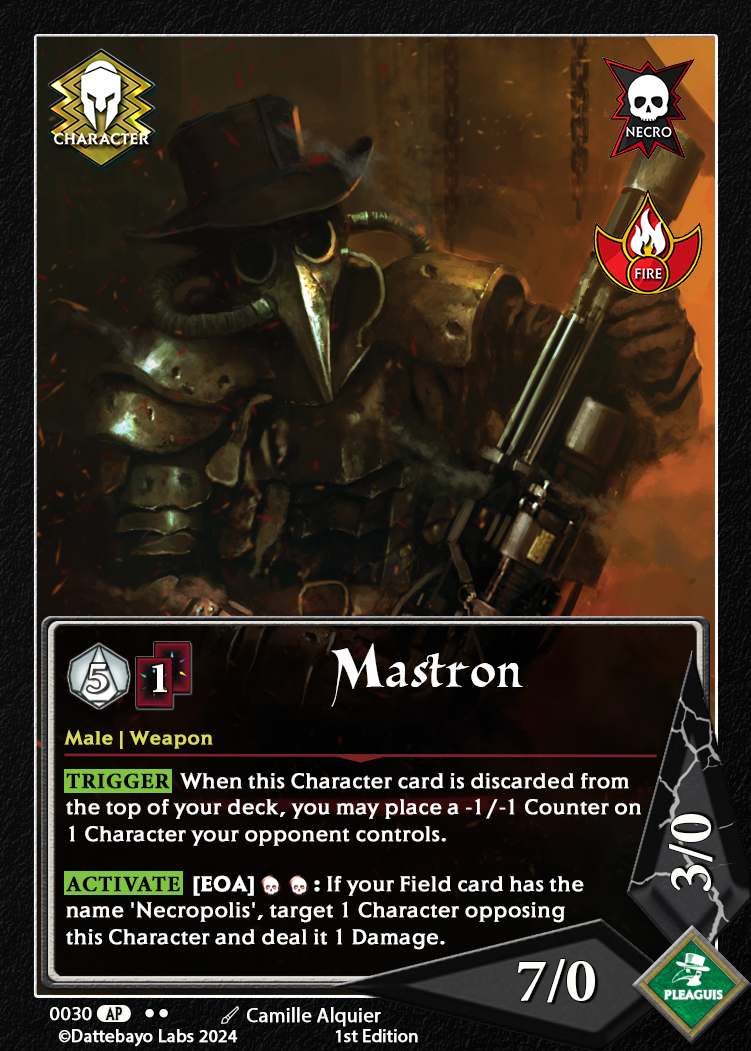 CHARACTER
NECRO
FIRE
5 1 Mastron
Male | Weapon
TRIGGER When this Character card is discarded from
the top of your deck, you may place a -1/-1 Counter on
1 Character your opponent controls.
3/0
ACTIVATE [EOA] : If your Field card has the
name 'Necropolis', target 1 Character opposing
this Character and deal it 1 Damage.
7/0
PLEAGUIS
0030 AP •• Camille Alquier
©Dattebayo Labs 2024 1st Edition